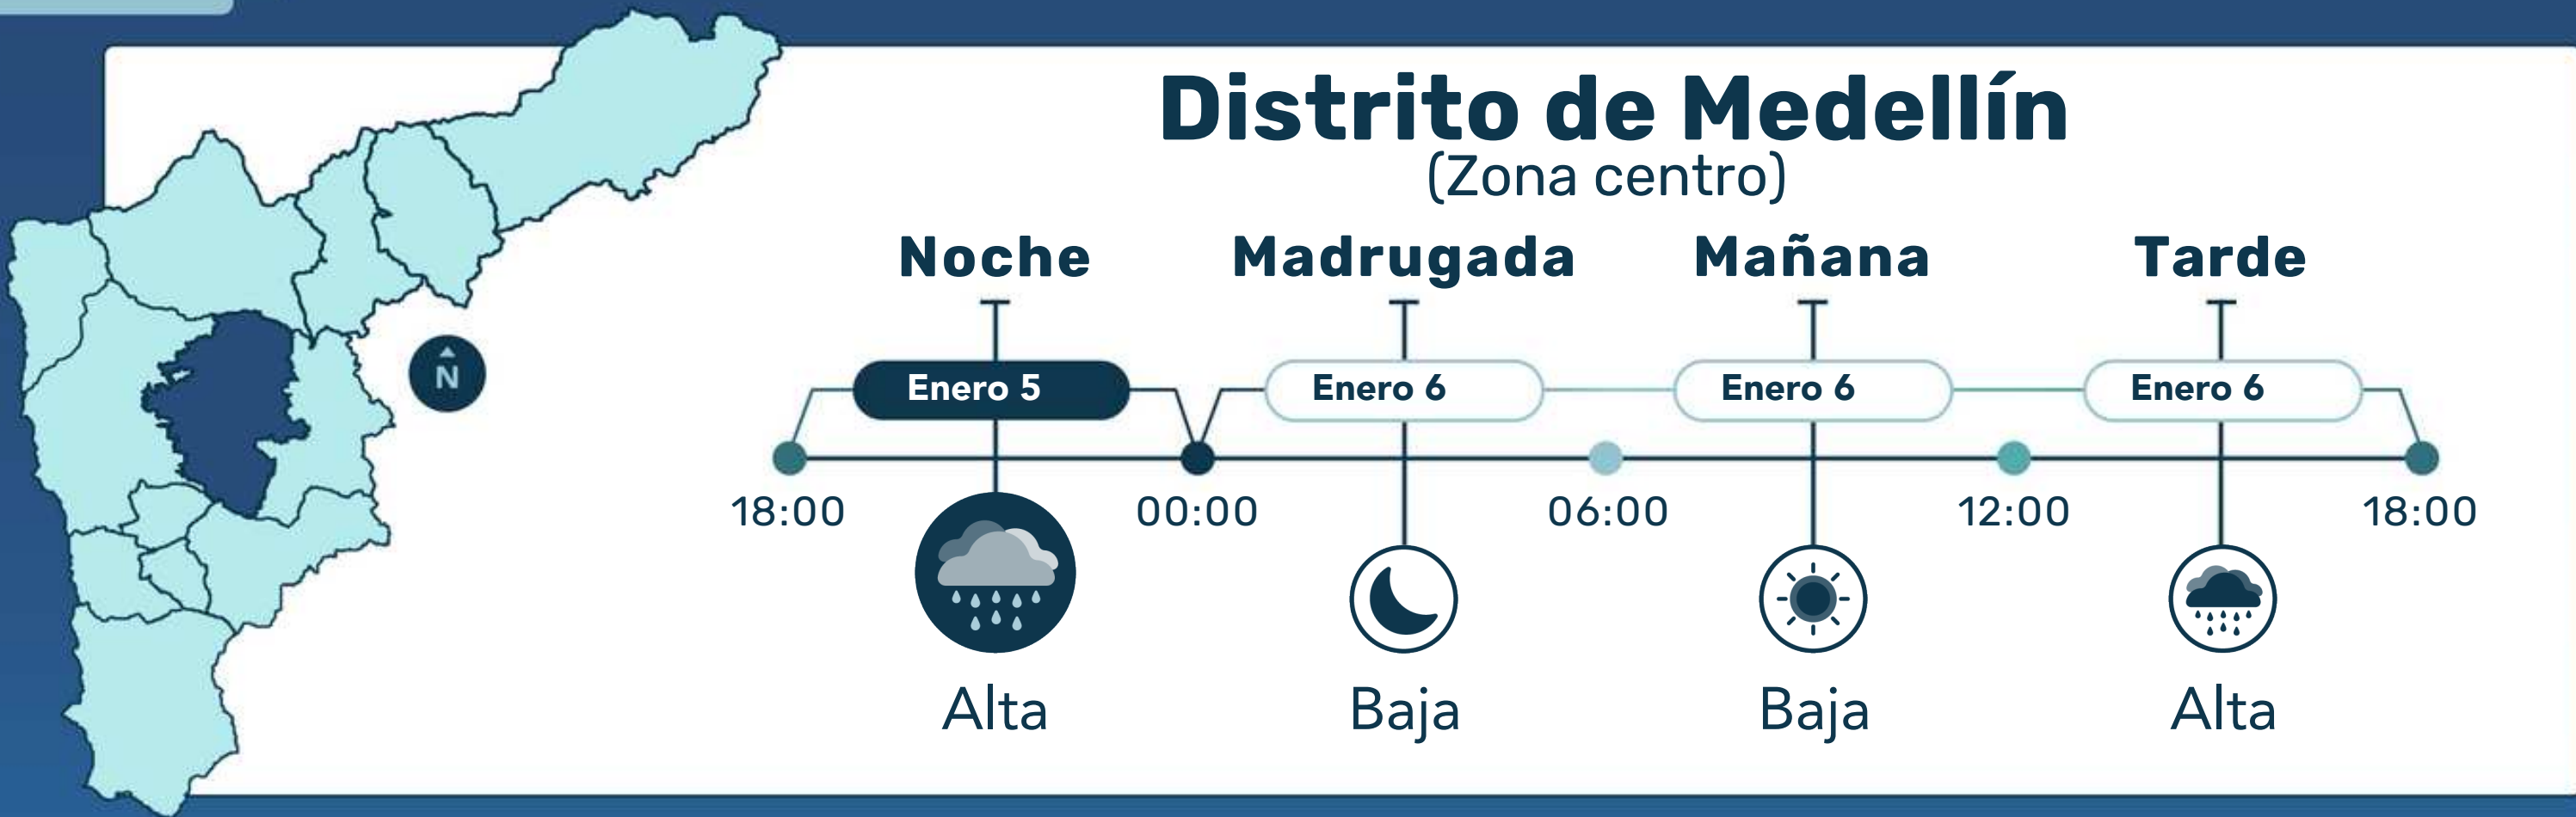 Distrito de Medellín
(Zona centro)
Noche Madrugada Mañana Tarde
Enero 5 Enero 6 Enero 6 Enero 6
N
18:00 00:00 06:00 12:00 18:00
Alta Baja Baja Alta